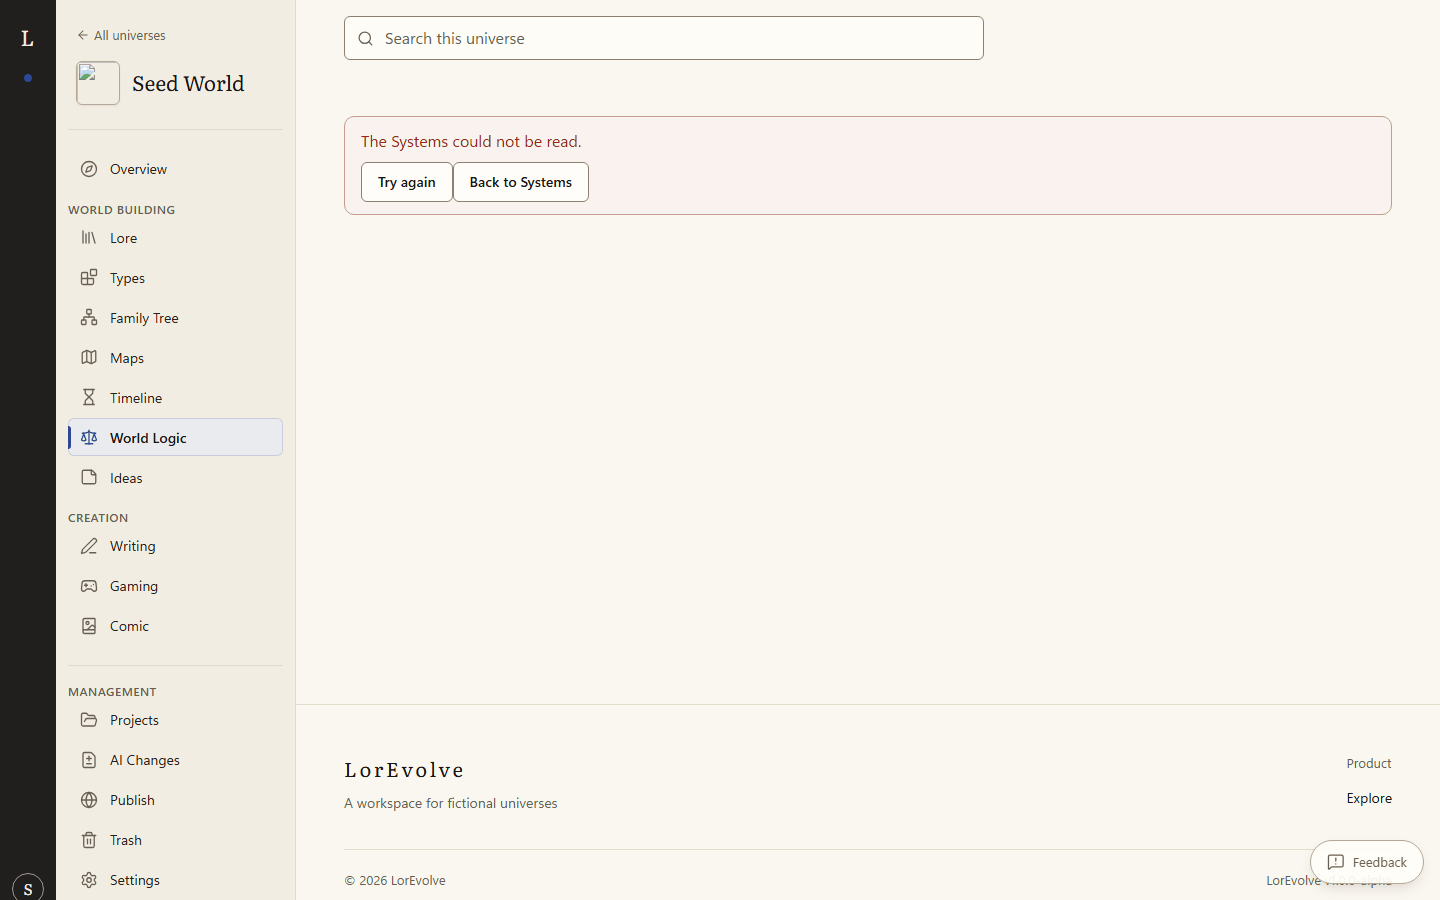 L
All universes
Seed World
Overview
WORLD BUILDING
Lore
Types
Family Tree
Maps
Timeline
World Logic
Ideas
CREATION
Writing
Gaming
Comic
MANAGEMENT
Projects
AI Changes
Publish
Trash
Settings
S
Search this universe
The Systems could not be read.
Try again
Back to Systems
LorEvolve
A workspace for fictional universes
Product
Explore
© 2026 LorEvolve
LorEvolve
Feedback